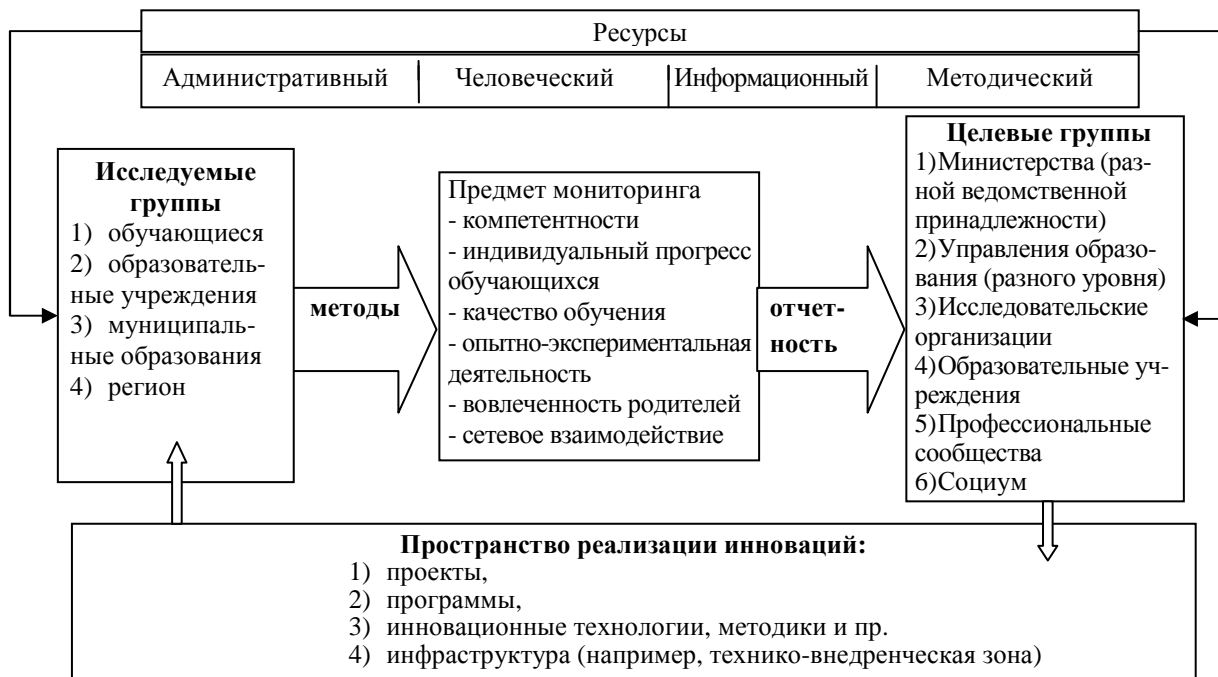 Ресурсы
Административный
Человеческий
Информационный
Методический
Исследуемые
группы
1) обучающиеся
2) образователь-
ные учреждения
3) муниципаль-
ные образования
4) регион
методы
Предмет мониторинга
- компетентности
- индивидуальный прогресс
обучающихся
- качество обучения
- опытно-экспериментальная
деятельность
- вовлеченность родителей
- сетевое взаимодействие
отчет-
ность
Целевые группы
1)Министерства (раз-
ной ведомственной
принадлежности)
2)Управления образо-
вания (разного уровня)
3)Исследовательские
организации
4)Образовательные уч-
реждения
5)Профессиональные
сообщества
6)Социум
Пространство реализации инноваций:
1) проекты,
2) программы,
3) инновационные технологии, методики и пр.
4) инфраструктура (например, технико-внедренческая зона)